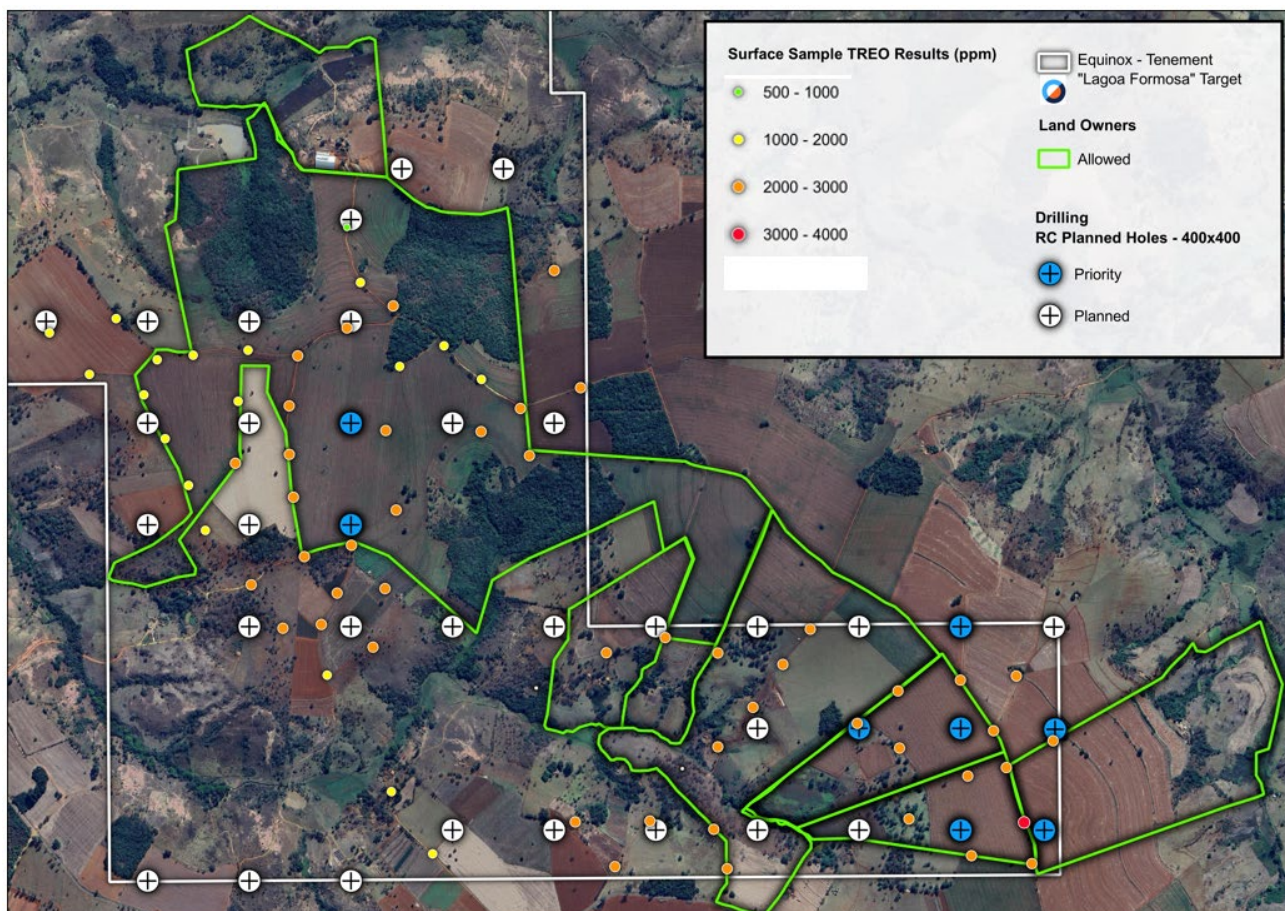 Surface Sample TREO Results (ppm)
500 - 1000
1000 - 2000
2000 - 3000
3000 - 4000
Equinox - Tenement
"Lagoa Formosa" Target
Land Owners
Allowed
Drilling
RC Planned Holes - 400x400
Priority
Planned